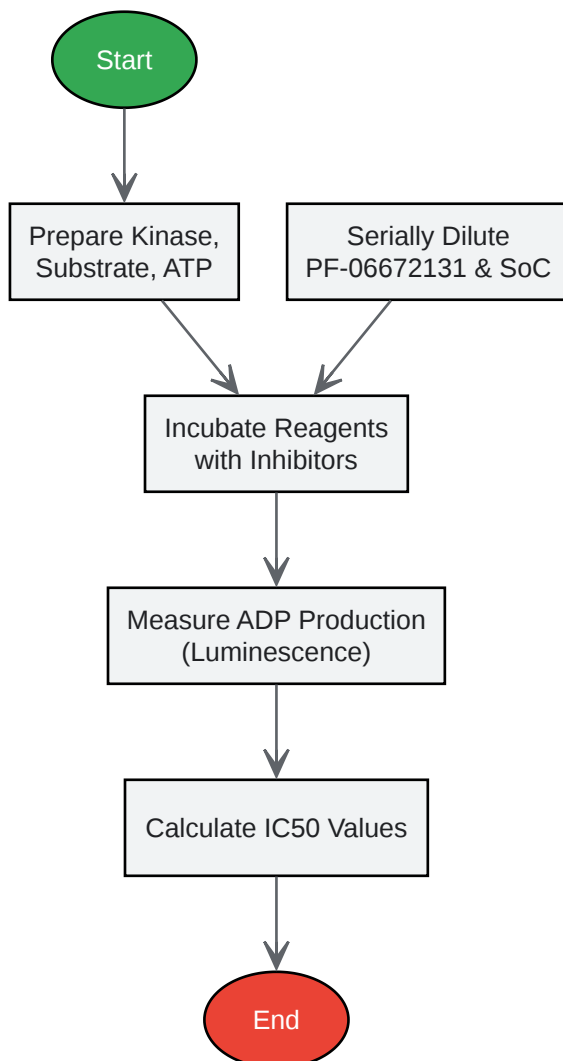 Start
Prepare Kinase,
Substrate, ATP
Serially Dilute
PF-06672131 & SoC
Incubate Reagents
with Inhibitors
Measure ADP Production
(Luminescence)
Calculate IC50 Values
End